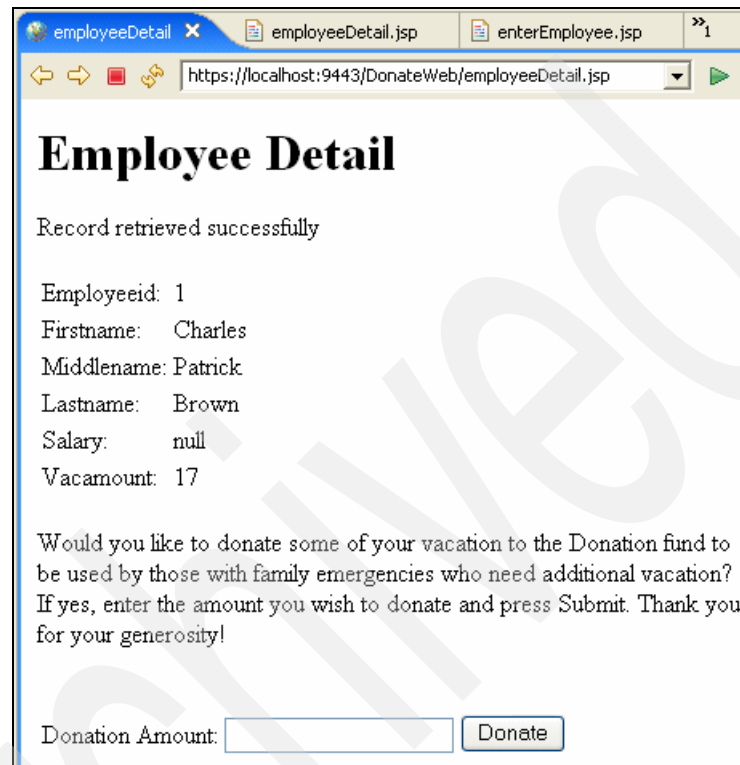 employeeDetail
employeeDetail.jsp
enterEmployee.jsp
»1
https://localhost:9443/DonateWeb/employeeDetail.jsp
Employee Detail
Record retrieved successfully
Employeeid: 1
Firstname: Charles
Middlename: Patrick
Lastname: Brown
Salary: null
Vacamount: 17
Would you like to donate some of your vacation to the Donation fund to
be used by those with family emergencies who need additional vacation?
If yes, enter the amount you wish to donate and press Submit. Thank you
for your generosity!
Donation Amount:
Donate